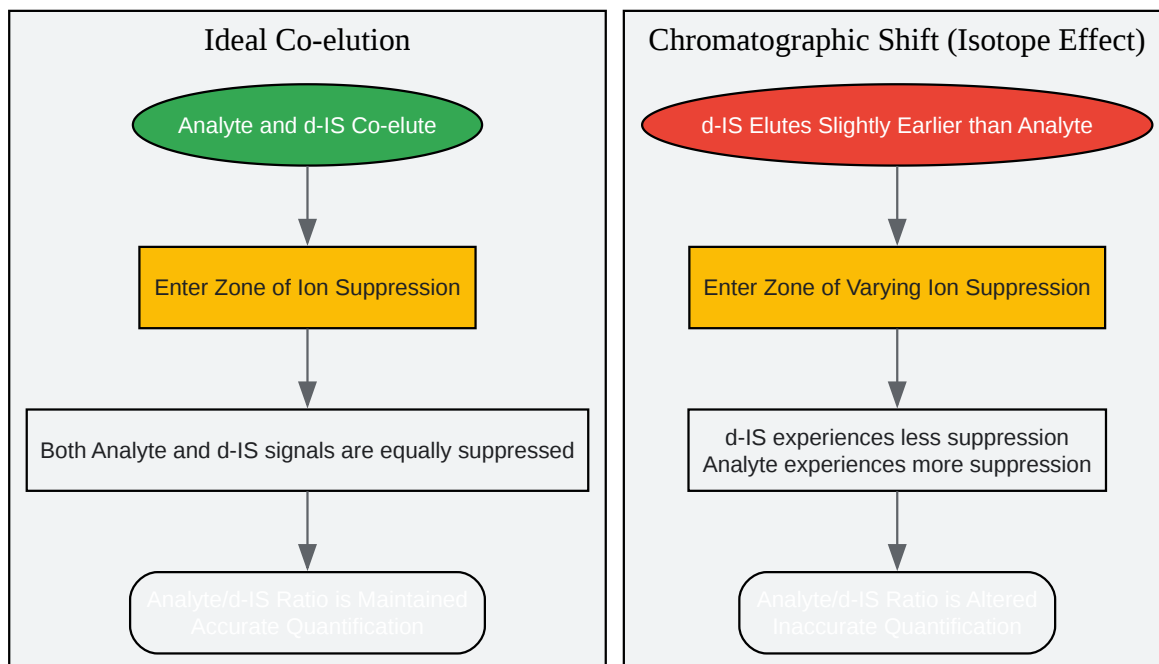 Ideal Co-elution
Analyte and d-IS Co-elute
Enter Zone of Ion Suppression
Both Analyte and d-IS signals are equally suppressed
Analyte/d-IS Ratio is Maintained
Accurate Quantification
Chromatographic Shift (Isotope Effect)
d-IS Elutes Slightly Earlier than Analyte
Enter Zone of Varying Ion Suppression
d-IS experiences less suppression
Analyte experiences more suppression
Analyte/d-IS Ratio is Altered
Inaccurate Quantification